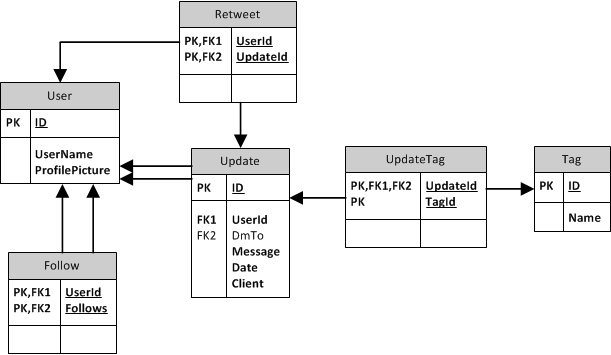 Retweet
PK,FK1 UserId
PK,FK2 UpdateId
User
PK ID
UserName
ProfilePicture
Update
PK ID
FK1 UserId
FK2 DmTo
Message
Date
Client
UpdateTag
PK,FK1,FK2 UpdateId
PK TagId
Tag
PK ID
Name
Follow
PK,FK1 UserId
PK,FK2 Follows